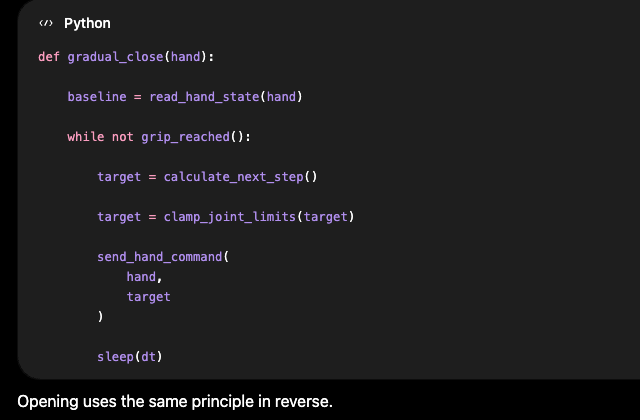 Python
def gradual_close(hand):
baseline = read_hand_state(hand)
while not grip_reached():
target = calculate_next_step()
target = clamp_joint_limits(target)
send_hand_command(
hand,
target
)
sleep(dt)
Opening uses the same principle in reverse.